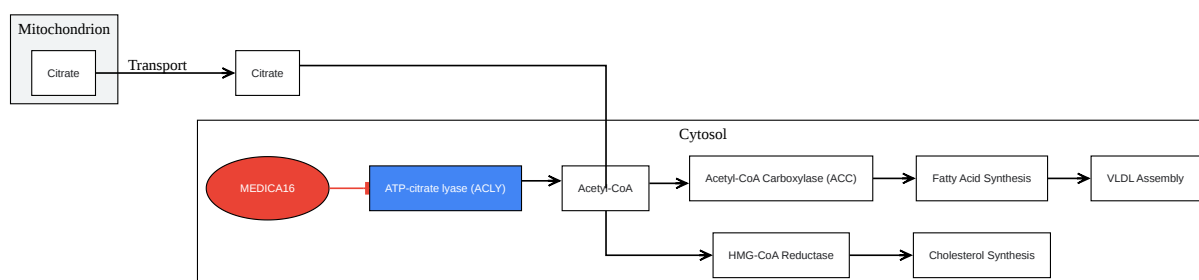 Mitochondrion
Citrate
Transport
Citrate
Cytosol
MEDICA16
ATP-citrate lyase (ACLY)
Acetyl-CoA
Acetyl-CoA Carboxylase (ACC)
Fatty Acid Synthesis
VLDL Assembly
HMG-CoA Reductase
Cholesterol Synthesis